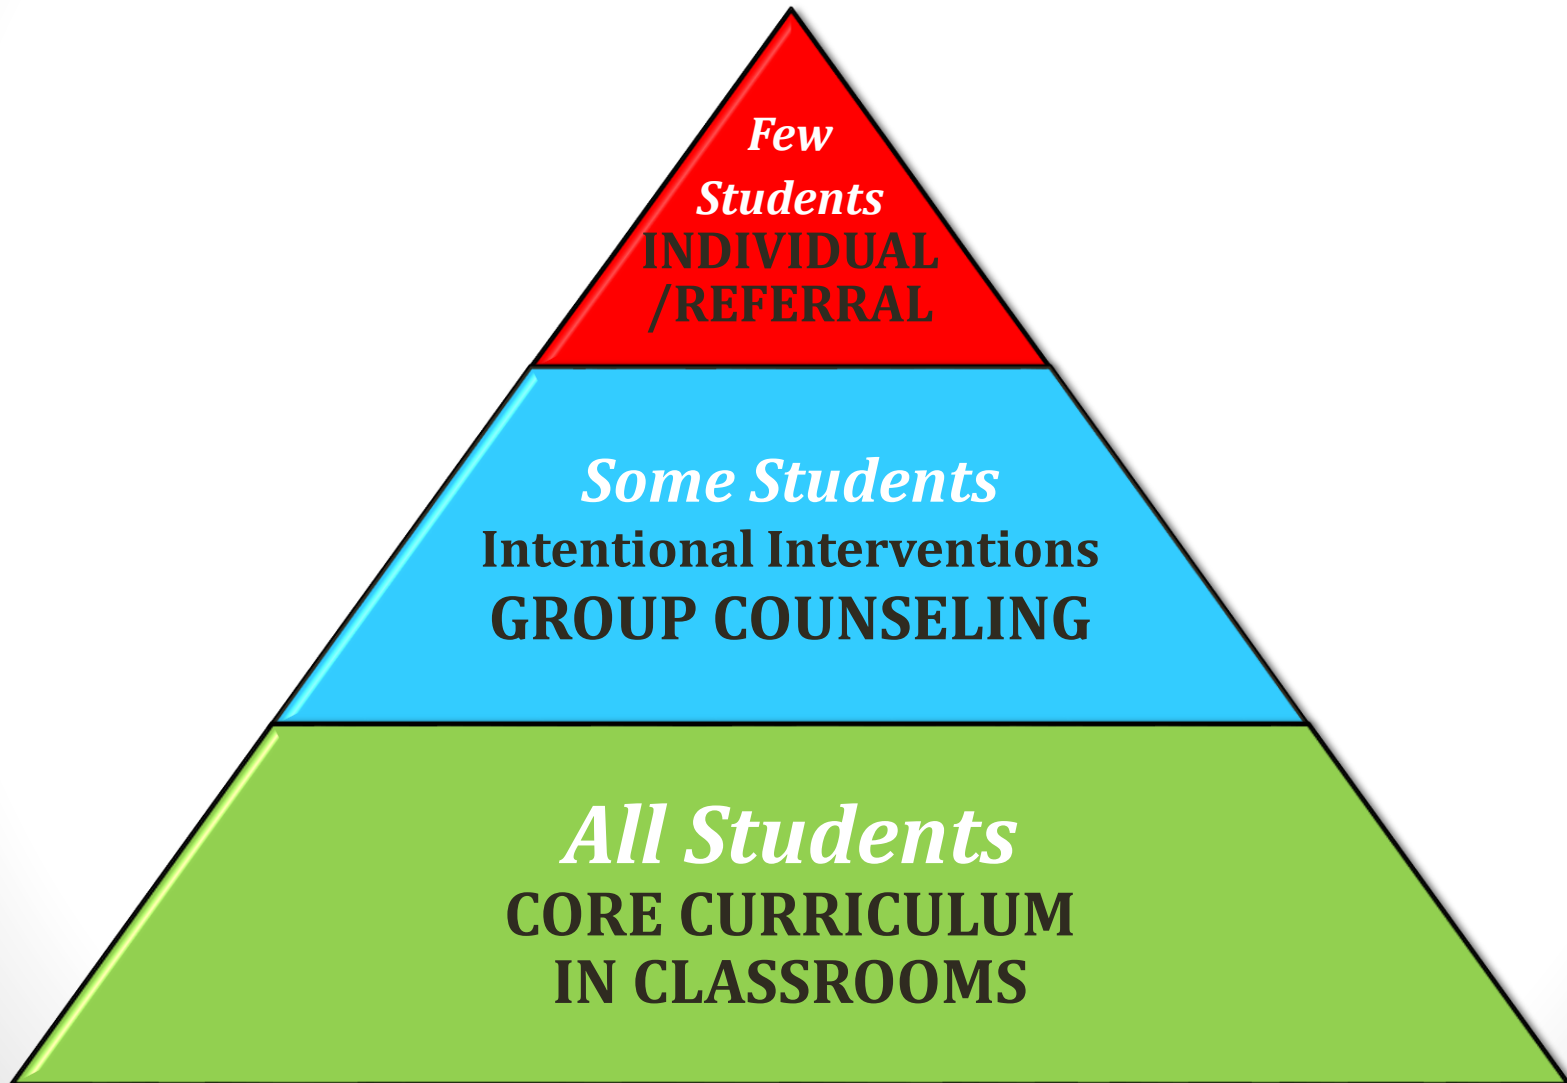 Few
Students
INDIVIDUAL
/REFERRAL
Some Students
Intentional Interventions
GROUP COUNSELING
All Students
CORE CURRICULUM
IN CLASSROOMS